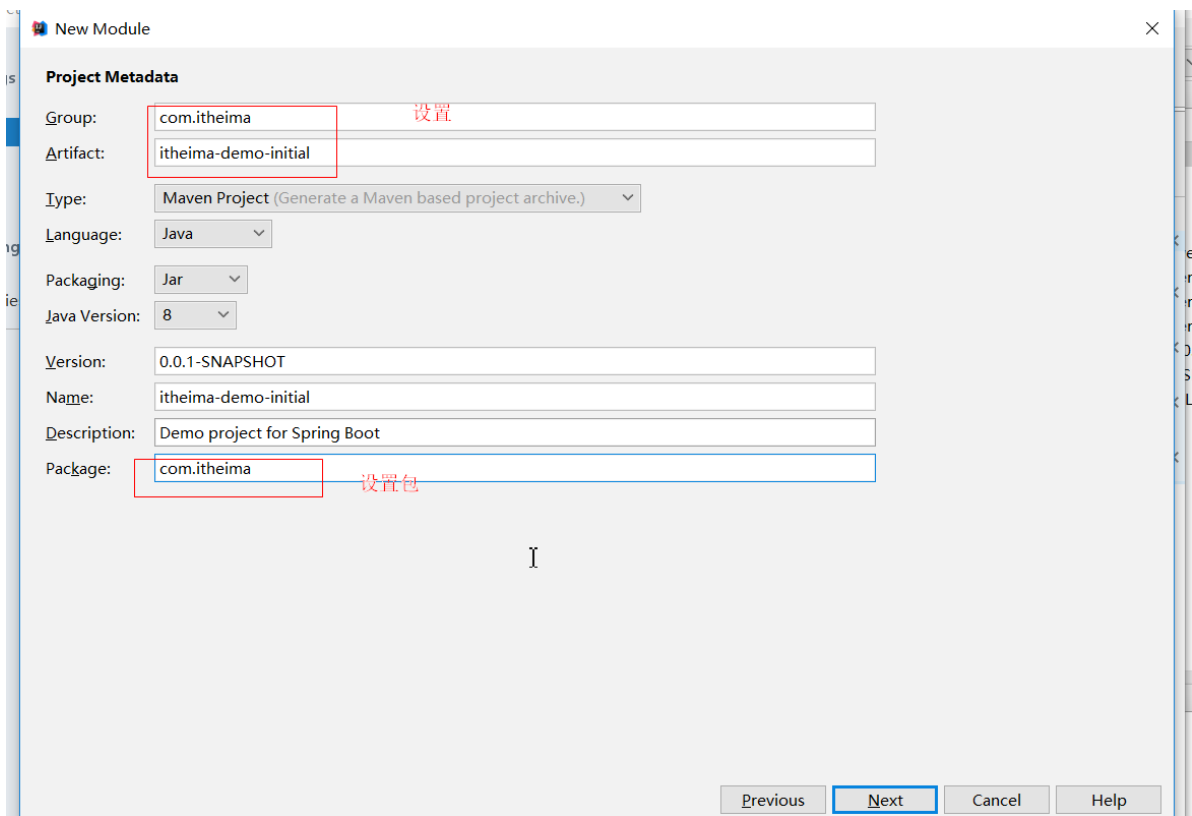 New Module
Project Metadata
Group: com.itheima 设置
Artifact: itheima-demo-initial
Type: Maven Project (Generate a Maven based project archive.)
Language: Java
Packaging: Jar
Java Version: 8
Version: 0.0.1-SNAPSHOT
Name: itheima-demo-initial
Description: Demo project for Spring Boot
Package: com.itheima
设置包
Previous Next Cancel Help